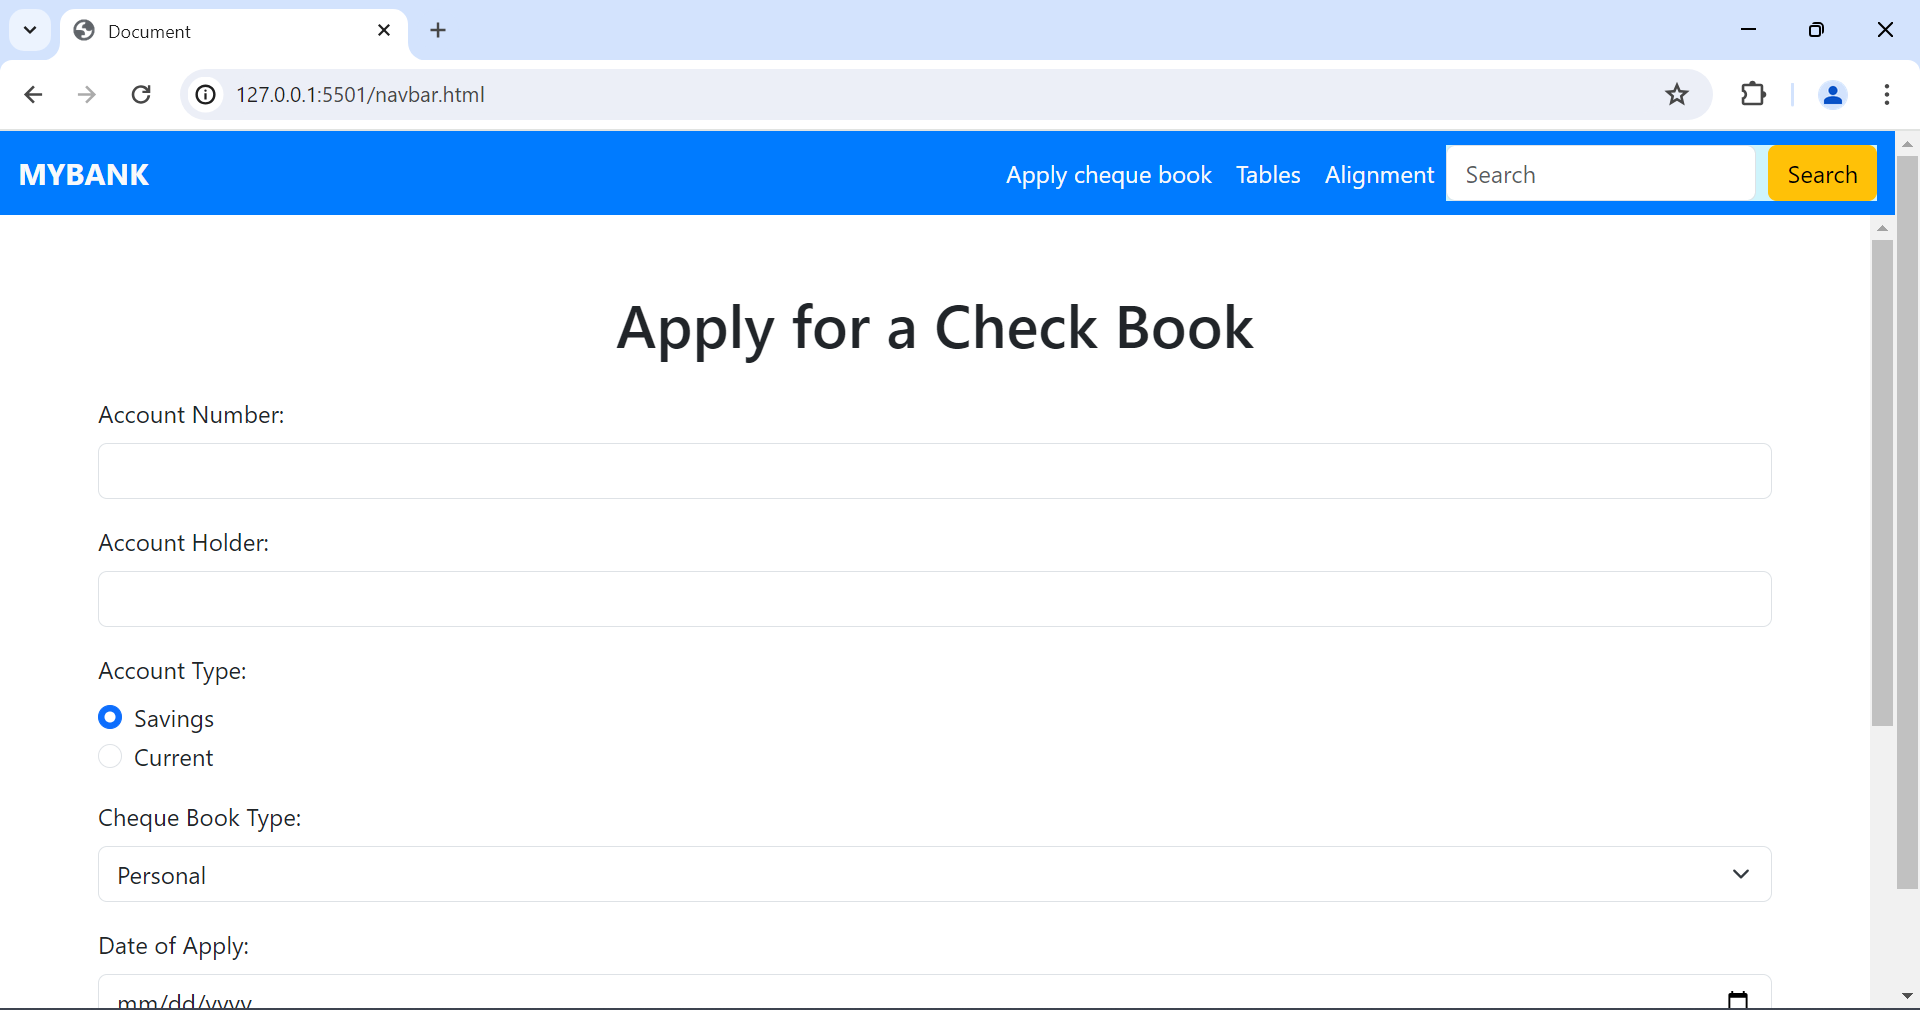 Document
127.0.0.1:5501/navbar.html
MYBANK Apply cheque book Tables Alignment Search Search
Apply for a Check Book
Account Number:
Account Holder:
Account Type:
Savings
Current
Cheque Book Type:
Personal
Date of Apply:
mm/dd/yyyy